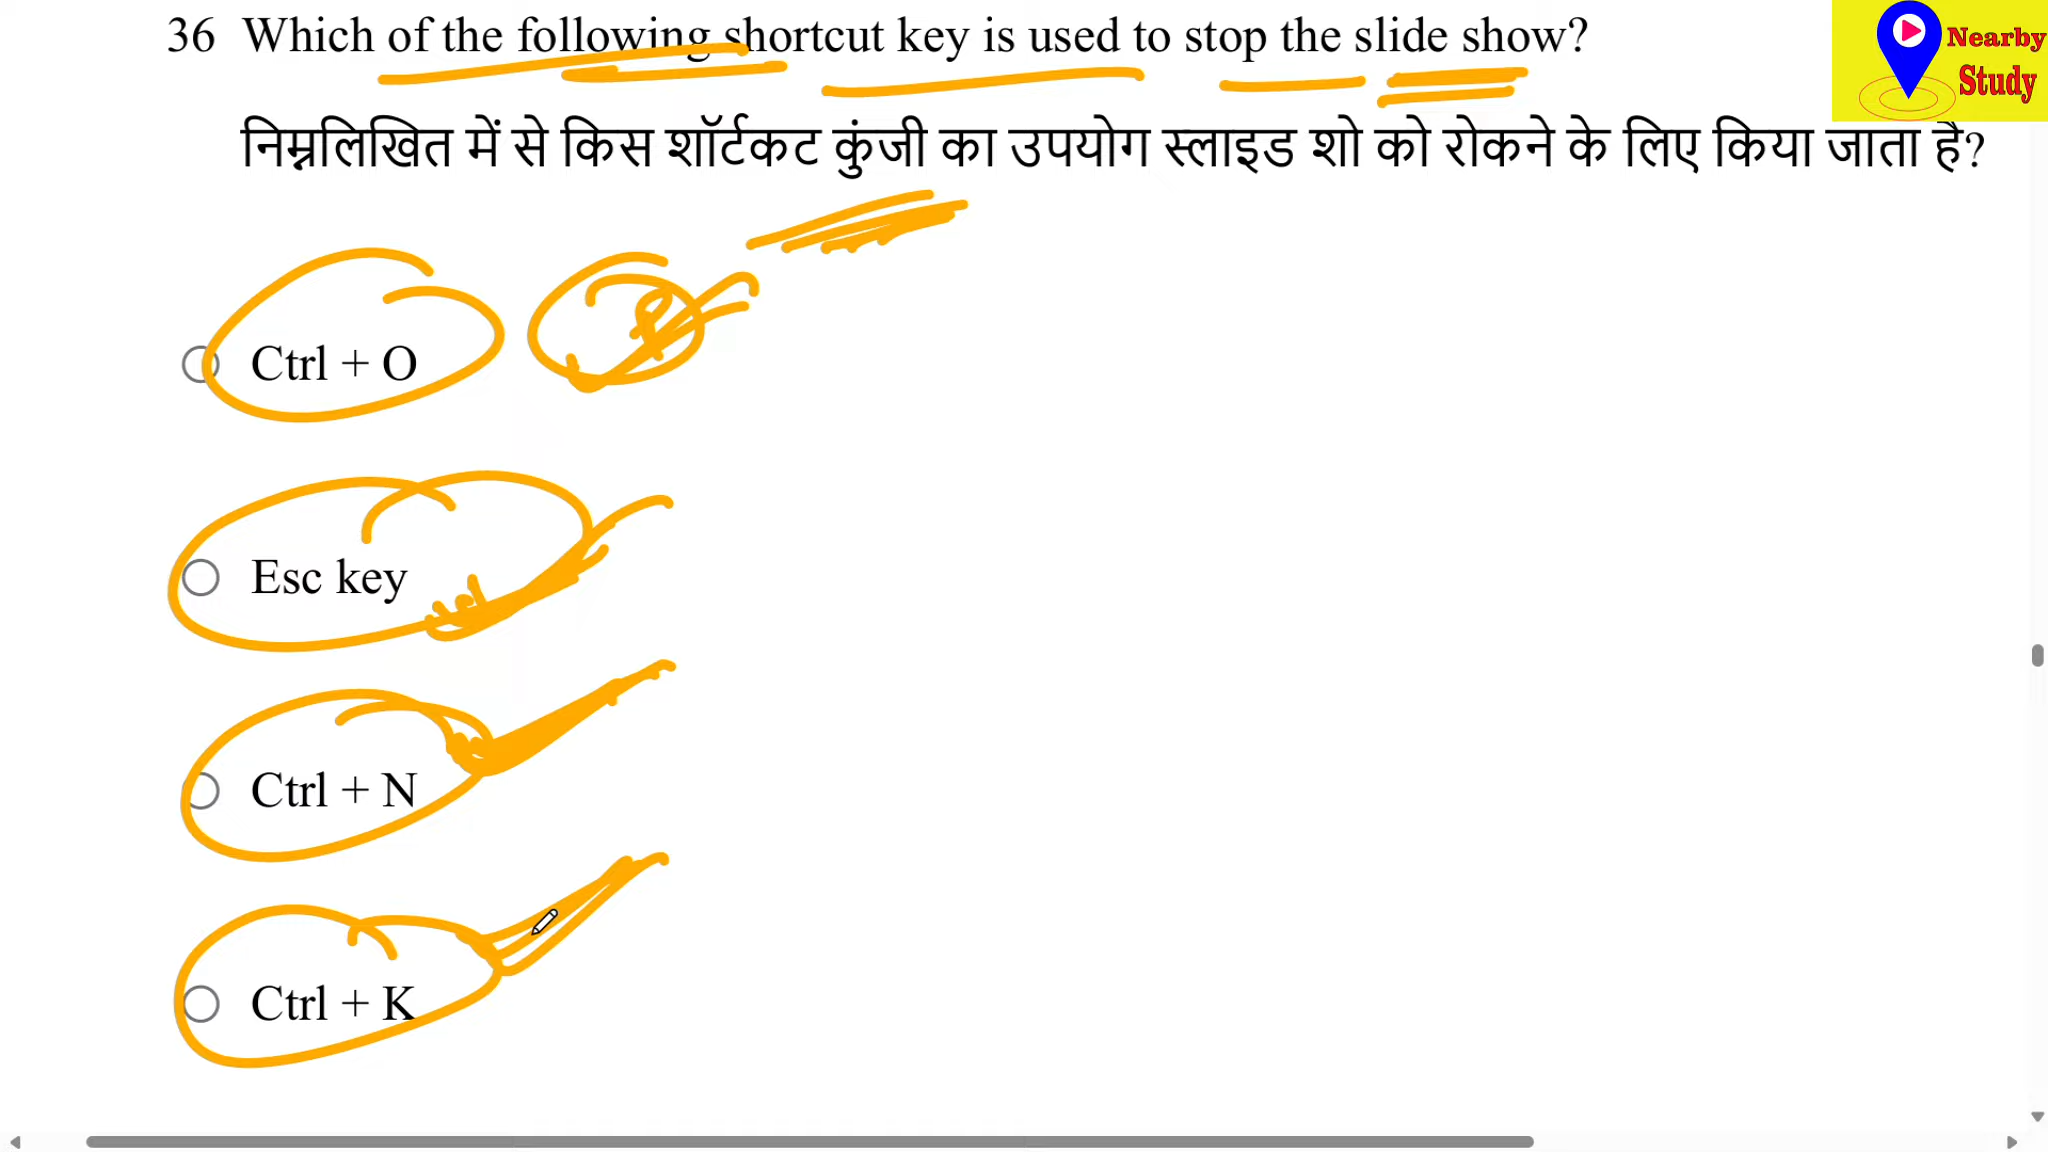 36 Which of the following shortcut key is used to stop the slide show?
Nearby
Study
निम्नलिखित में से किस शॉर्टकट कुंजी का उपयोग स्लाइड शो को रोकने के लिए किया जाता है?
Ctrl + O
Esc key
Ctrl + N
Ctrl + K